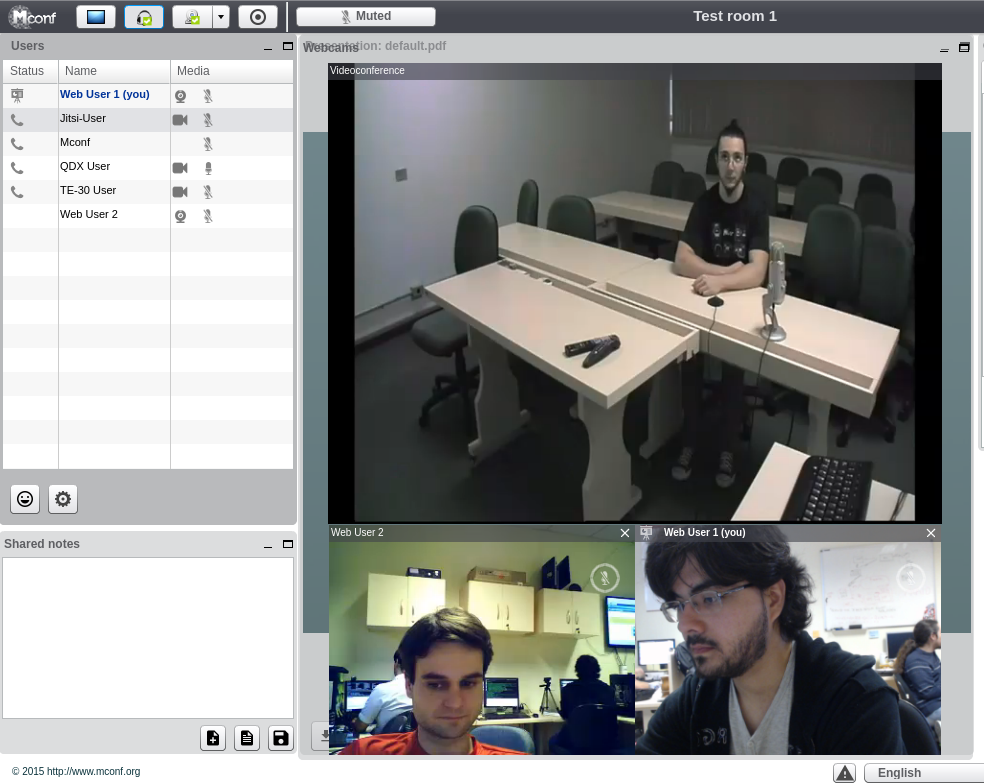 Mconf
Muted
Test room 1
Users
Status Name Media
Web User 1 (you)
Jitsi-User
Mconf
QDX User
TE-30 User
Web User 2
Shared notes
© 2015 http://www.mconf.org
Webcams
Presentation: default.pdf
Videoconference
Web User 2
Web User 1 (you)
English